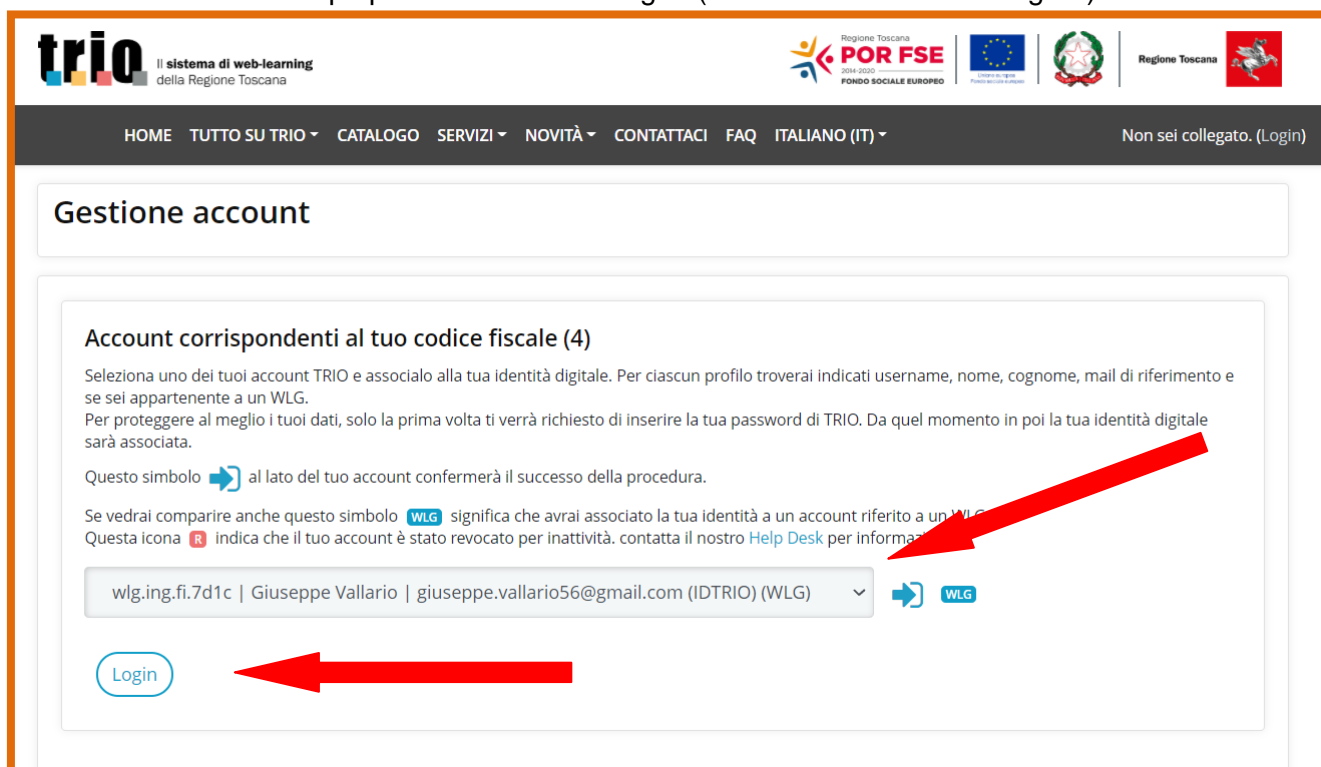 trio Il sistema di web-learning
della Regione Toscana
Regione Toscana
POR FSE
2014-2020
FONDO SOCIALE EUROPEO
Regione Toscana
HOME TUTTO SU TRIO CATALOGO SERVIZI NOVITÀ CONTATTACI FAQ ITALIANO (IT) Non sei collegato. (Login)
Gestione account
Account corrispondenti al tuo codice fiscale (4)
Seleziona uno dei tuoi account TRIO e associalo alla tua identità digitale. Per ciascun profilo troverai indicati username, nome, cognome, mail di riferimento e
se sei appartenente a un WLG.
Per proteggere al meglio i tuoi dati, solo la prima volta ti verrà richiesto di inserire la tua password di TRIO. Da quel momento in poi la tua identità digitale
sarà associata.
Questo simbolo al lato del tuo account confermerà il successo della procedura.
Se vedrai comparire anche questo simbolo WLG significa che avrai associato la tua identità a un account riferito a un WLG
Questa icona R indica che il tuo account è stato revocato per inattività. contatta il nostro Help Desk per
wlg.ing.fi.7d1c | Giuseppe Vallario | giuseppe.vallario56@gmail.com (IDTRIO) (WLG) WLG
Login